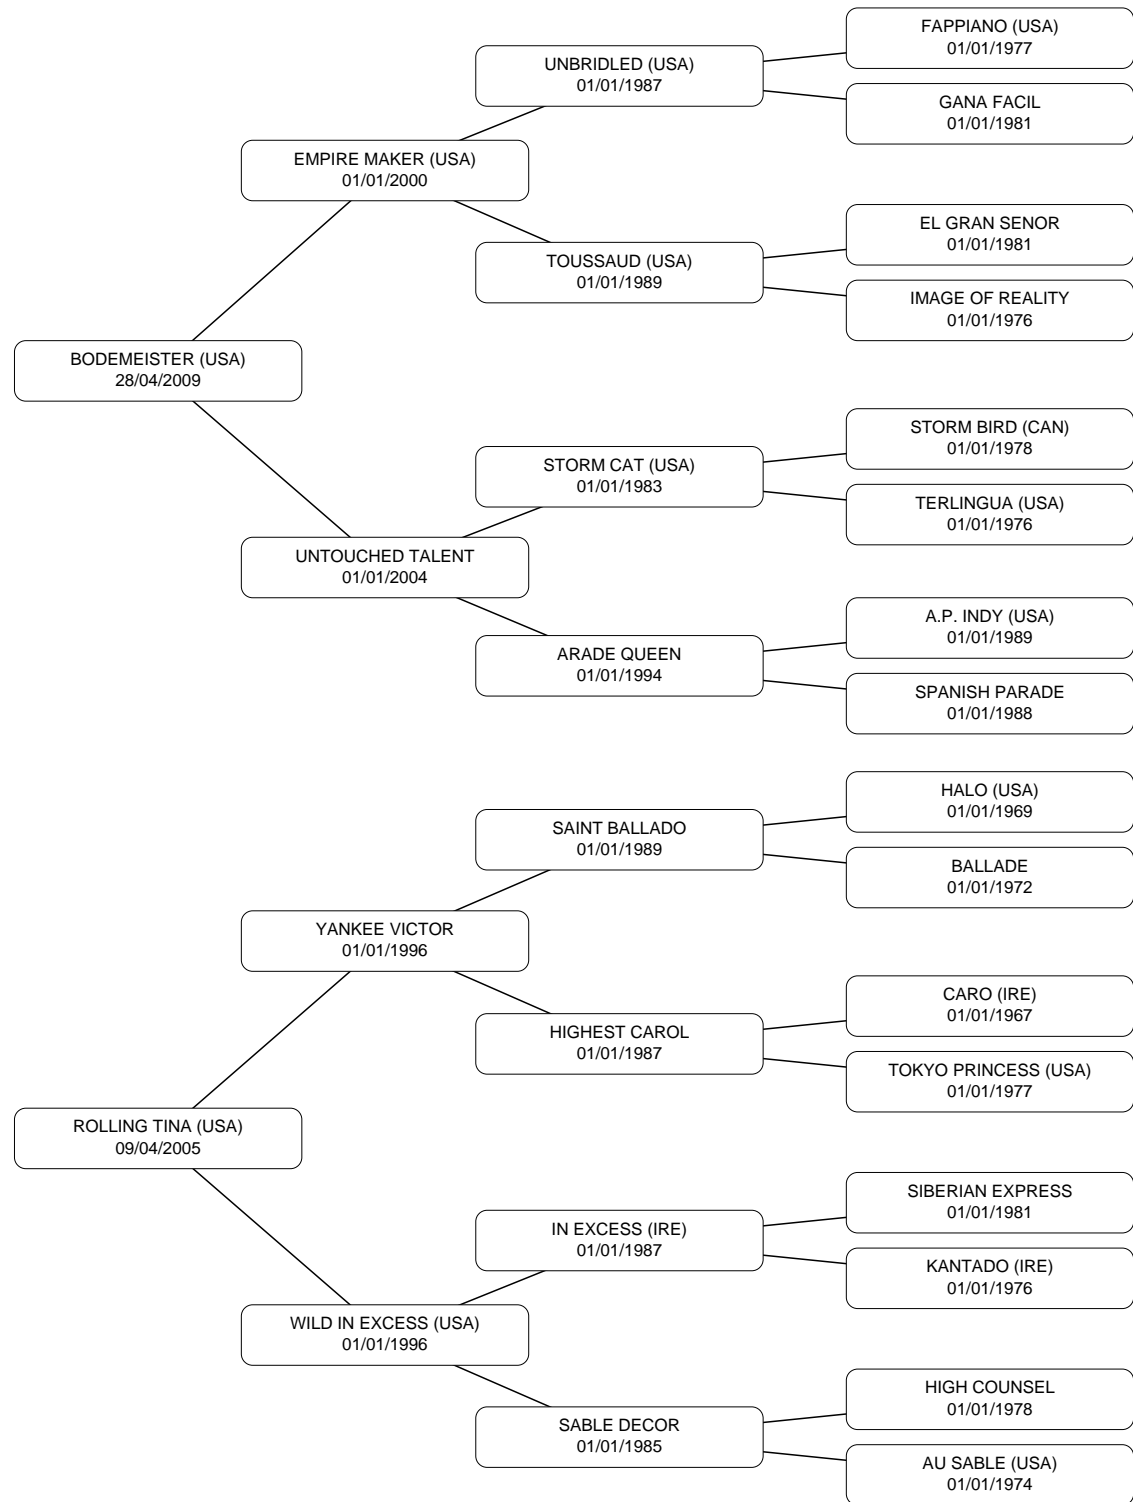 FAPPIANO (USA)
01/01/1977
UNBRIDLED (USA)
01/01/1987
GANA FACIL
01/01/1981
EMPIRE MAKER (USA)
01/01/2000
EL GRAN SENOR
01/01/1981
TOUSSAUD (USA)
01/01/1989
IMAGE OF REALITY
01/01/1976
BODEMEISTER (USA)
28/04/2009
STORM BIRD (CAN)
01/01/1978
STORM CAT (USA)
01/01/1983
TERLINGUA (USA)
01/01/1976
UNTOUCHED TALENT
01/01/2004
A.P. INDY (USA)
01/01/1989
ARADE QUEEN
01/01/1994
SPANISH PARADE
01/01/1988
HALO (USA)
01/01/1969
SAINT BALLADO
01/01/1989
BALLADE
01/01/1972
YANKEE VICTOR
01/01/1996
CARO (IRE)
01/01/1967
HIGHEST CAROL
01/01/1987
TOKYO PRINCESS (USA)
01/01/1977
ROLLING TINA (USA)
09/04/2005
SIBERIAN EXPRESS
01/01/1981
IN EXCESS (IRE)
01/01/1987
KANTADO (IRE)
01/01/1976
WILD IN EXCESS (USA)
01/01/1996
HIGH COUNSEL
01/01/1978
SABLE DECOR
01/01/1985
AU SABLE (USA)
01/01/1974